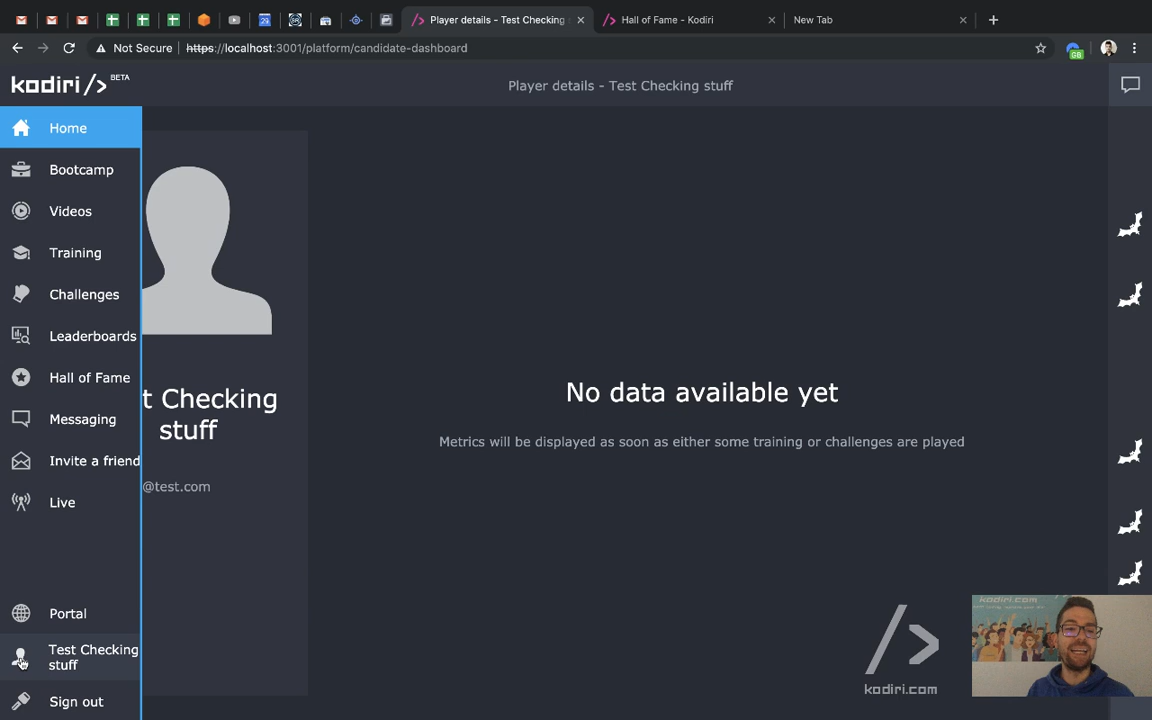 Player details - Test Checking
Hall of Fame - Kodiri
New Tab
Not Secure
https://localhost:3001/platform/candidate-dashboard
GB
kodiri/> BETA
Player details - Test Checking stuff
Home
Bootcamp
Videos
Training
Challenges
Leaderboards
Hall of Fame
Messaging
Invite a friend
Live
Portal
Test Checking
stuff
Sign out
t Checking
stuff
@test.com
No data available yet
Metrics will be displayed as soon as either some training or challenges are played
/>
kodiri.com
kodiri.com